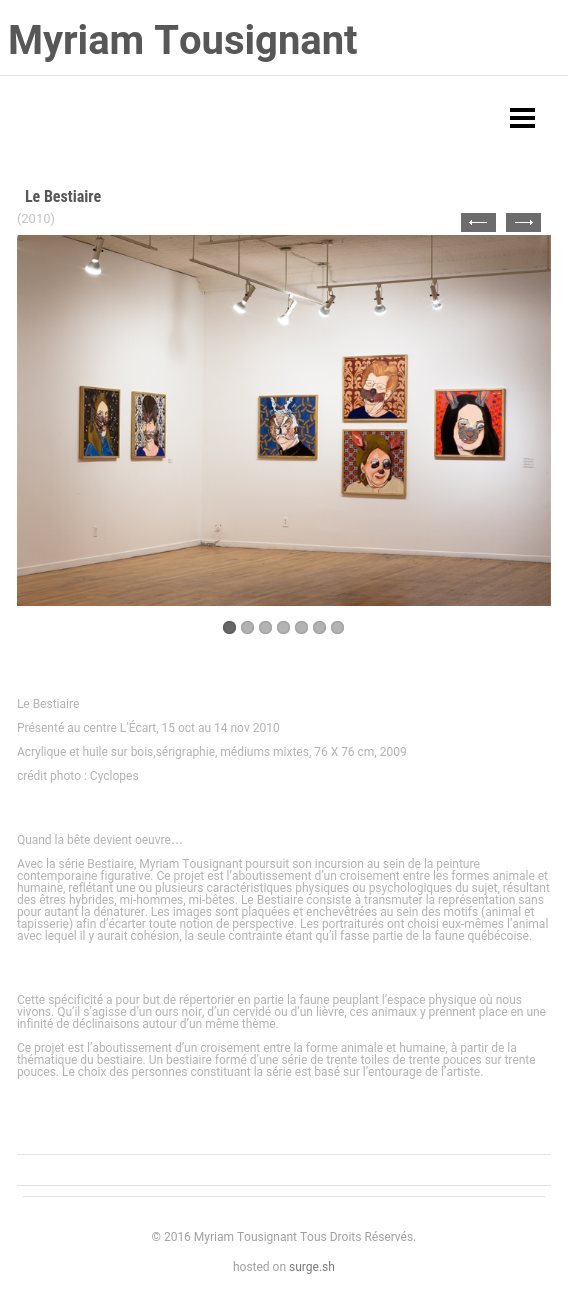 Myriam Tousignant
Le Bestiaire
(2010)
Le Bestiaire
Présenté au centre L'Écart, 15 oct au 14 nov 2010
Acrylique et huile sur bois,sérigraphie, médiums mixtes, 76 X 76 cm, 2009
crédit photo : Cyclopes
Quand la bête devient oeuvre…
Avec la série Bestiaire, Myriam Tousignant poursuit son incursion au sein de la peinture
contemporaine figurative. Ce projet est l'aboutissement d'un croisement entre les formes animale et
humaine, reflétant une ou plusieurs caractéristiques physiques ou psychologiques du sujet, résultant
des êtres hybrides, mi-hommes, mi-bêtes. Le Bestiaire consiste à transmuter la représentation sans
pour autant la dénaturer. Les images sont plaquées et enchevêtrées au sein des motifs (animal et
tapisserie) afin d'écarter toute notion de perspective. Les portraiturés ont choisi eux-mêmes l'animal
avec lequel il y aurait cohésion, la seule contrainte étant qu'il fasse partie de la faune québécoise.
Cette spécificité a pour but de répertorier en partie la faune peuplant l'espace physique où nous
vivons. Qu'il s'agisse d'un ours noir, d'un cervidé ou d'un lièvre, ces animaux y prennent place en une
infinité de déclinaisons autour d'un même thème.
Ce projet est l'aboutissement d'un croisement entre la forme animale et humaine, à partir de la
thématique du bestiaire. Un bestiaire formé d'une série de trente toiles de trente pouces sur trente
pouces. Le choix des personnes constituant la série est basé sur l'entourage de l'artiste.
© 2016 Myriam Tousignant Tous Droits Réservés.
hosted on surge.sh